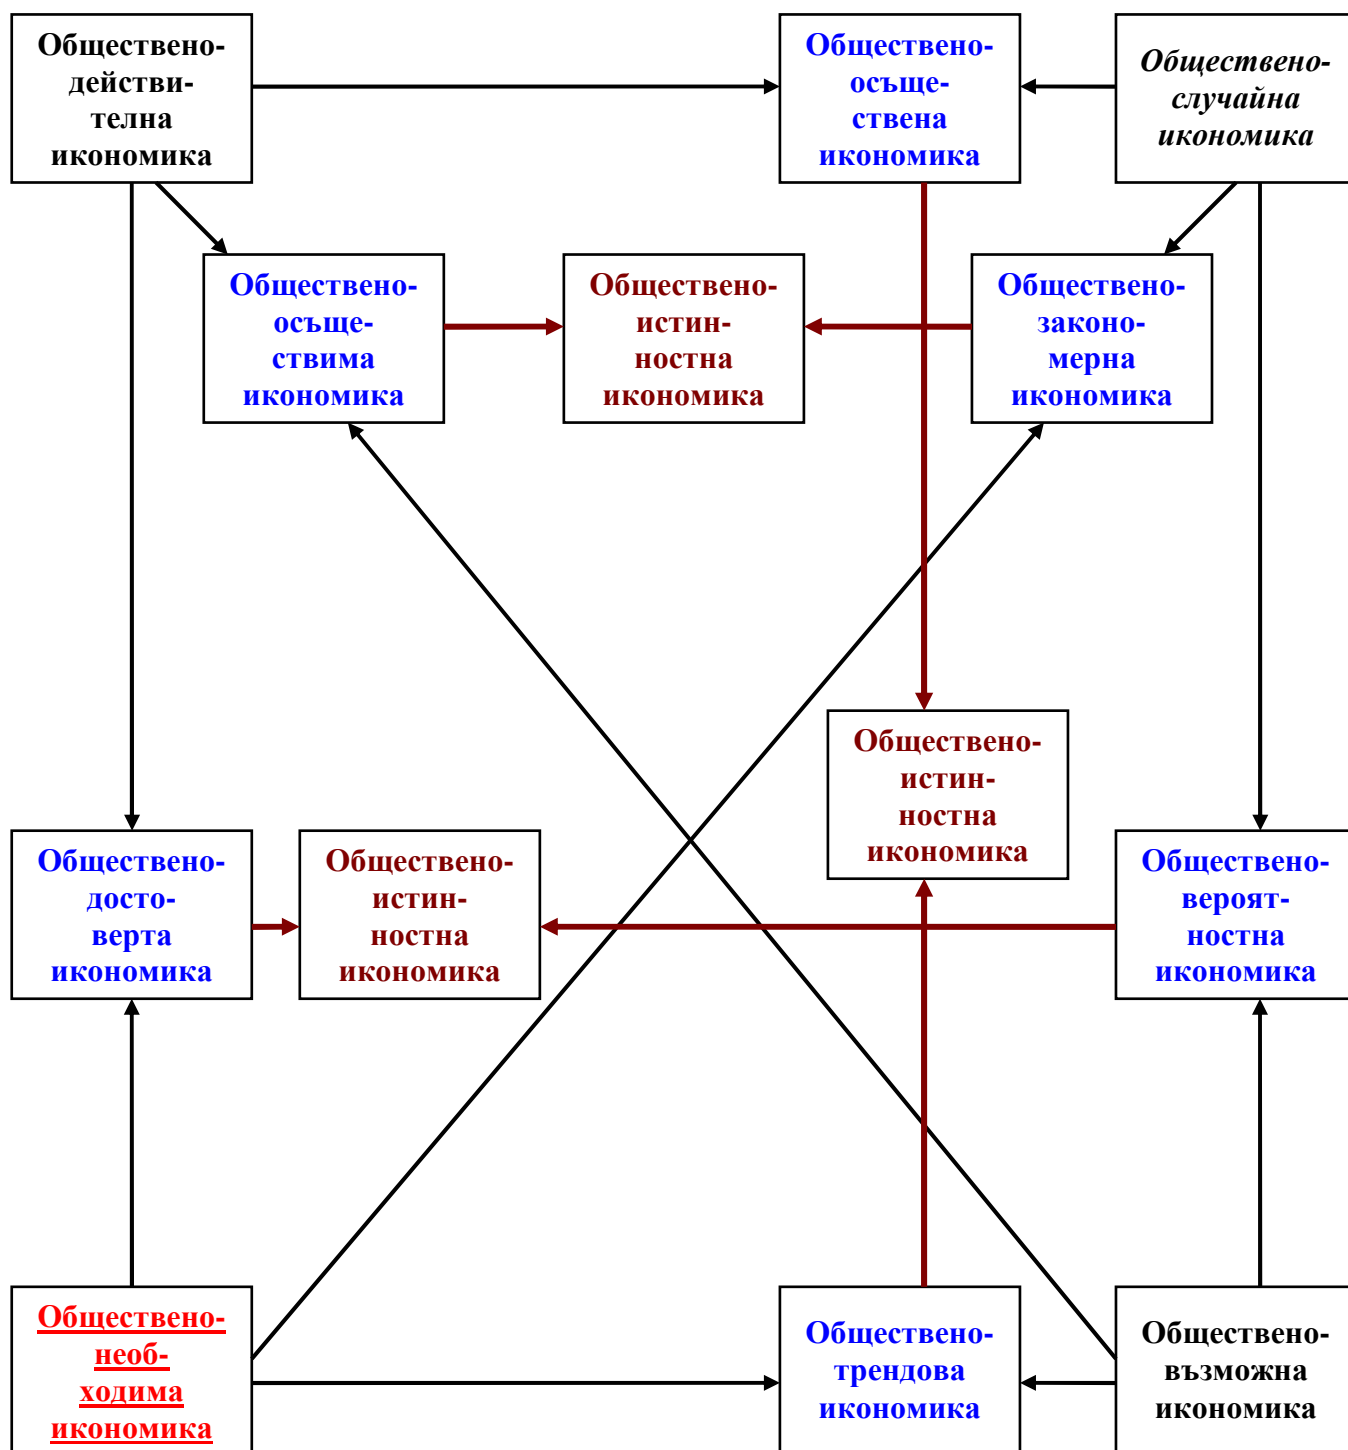 Обществено-
действи-
телна
икономика
Обществено-
осъще-
ствена
икономика
Обществено-
случайна
икономика
Обществено-
осъще-
ствима
икономика
Обществено-
истин-
ностна
икономика
Обществено-
законо-
мерна
икономика
Обществено-
истин-
ностна
икономика
Обществено-
досто-
верта
икономика
Обществено-
истин-
ностна
икономика
Обществено-
вероят-
ностна
икономика
Обществено-
необ-
ходима
икономика
Обществено-
трендова
икономика
Обществено-
възможна
икономика